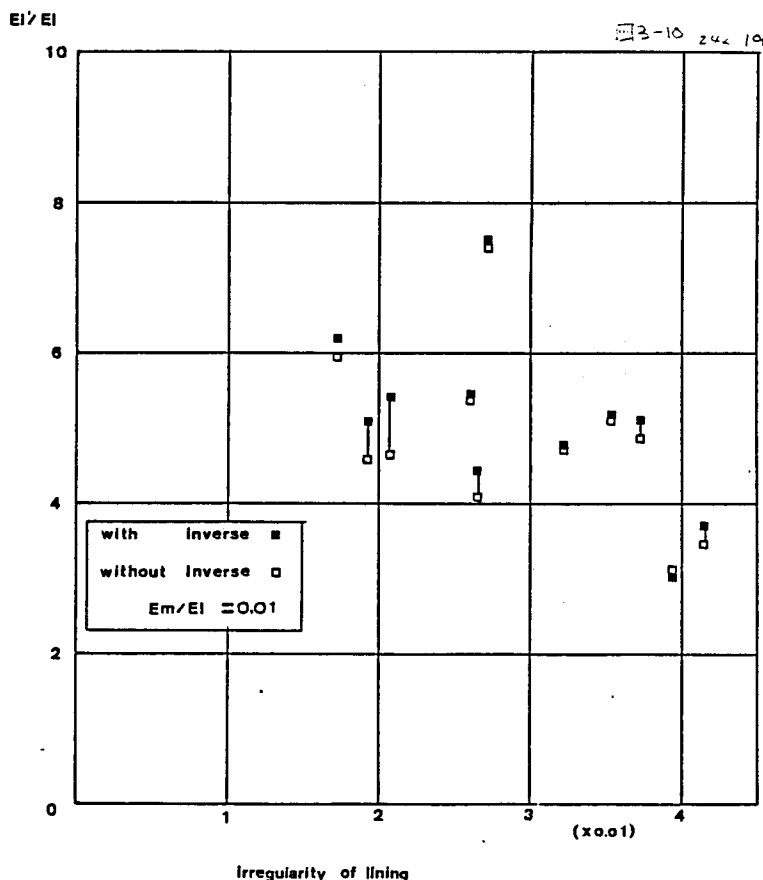 EI'/EI
図3-10
10
8
6
4
2
0
with Inverse ■
without Inverse □
Em/El =0.01
1 2 3 4
(x0.01)
Irregularity of lining